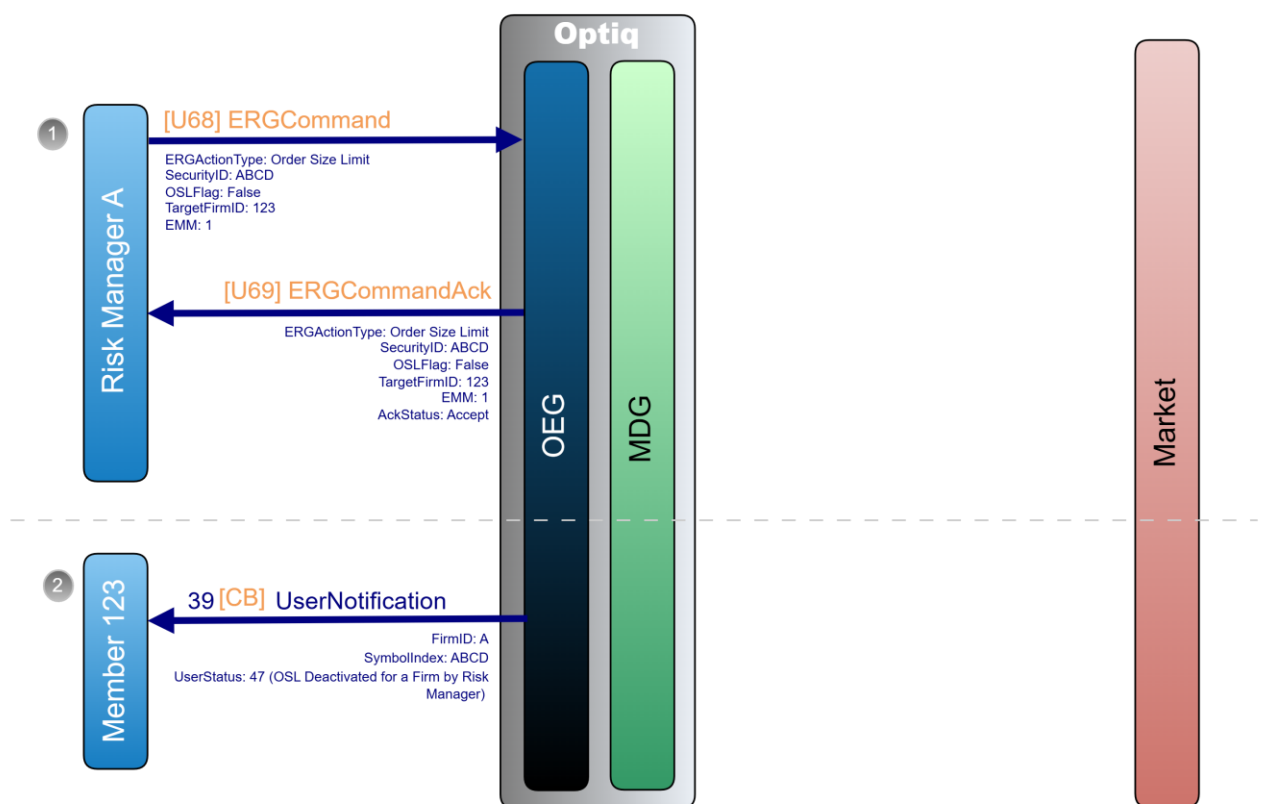 Optiq
1
[U68] ERGCommand
ERGActionType: Order Size Limit
SecurityID: ABCD
OSLFlag: False
TargetFirmID: 123
EMM: 1
Risk Manager A
[U69] ERGCommandAck
ERGActionType: Order Size Limit
SecurityID: ABCD
OSLFlag: False
TargetFirmID: 123
EMM: 1
AckStatus: Accept
OEG
MDG
Market
2
Member 123
39 [CB] UserNotification
FirmID: A
SymbolIndex: ABCD
UserStatus: 47 (OSL Deactivated for a Firm by Risk
Manager)